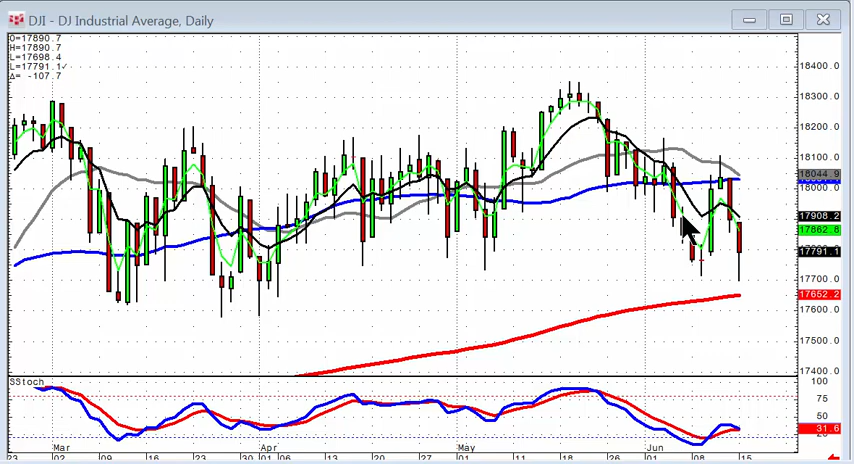 DJI - DJ Industrial Average, Daily
O=17890.7
H=17890.7
L=17698.4
L=17791.1
Δ= -107.7
18400.0
18300.0
18200.0
18100.0
18044.9
18000.0
17908.2
17862.8
17791.1
17700.0
17652.2
17600.0
17500.0
17400.0
SStoch
100
75
50
31.6
23 Mar 02 09 16 23 30 Apr 01 06 13 20 27 May 01 04 11 18 26 Jun 01 08 15